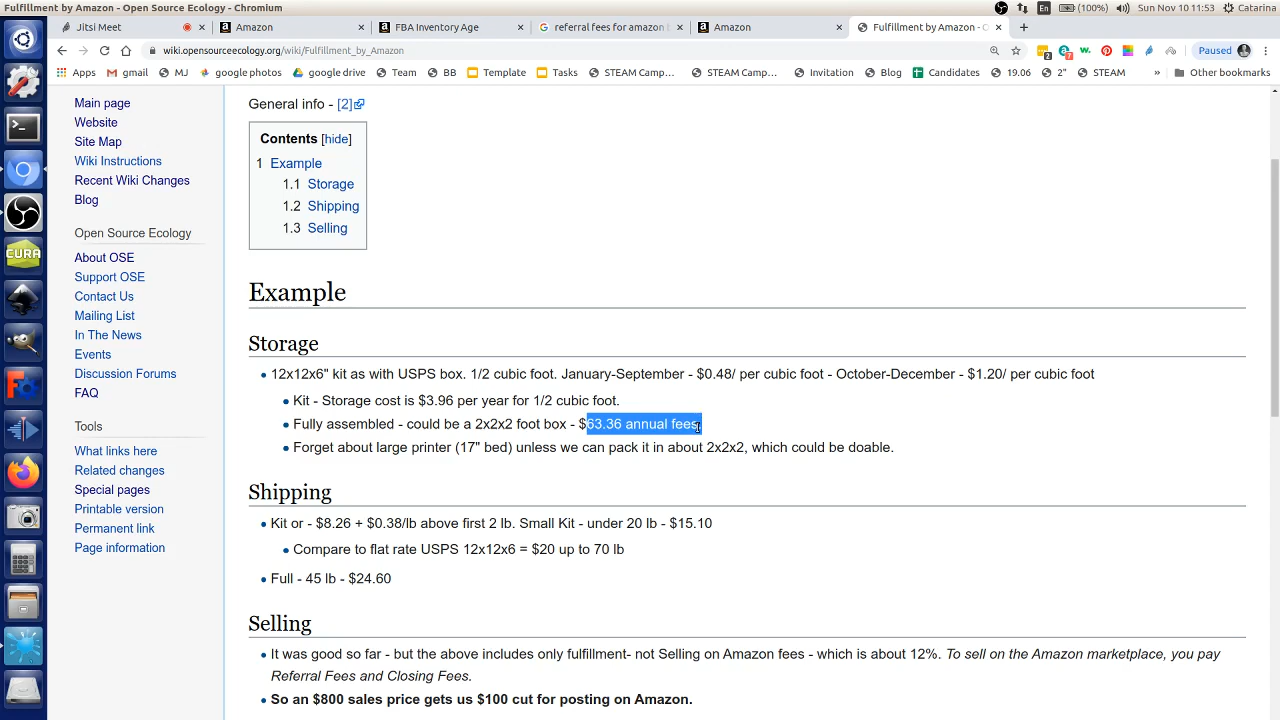 Fulfillment by Amazon - Open Source Ecology - Chromium
En (100%) Sun Nov 10 11:53 Catarina
Jitsi Meet Amazon FBA Inventory Age referral fees for amazon Amazon Fulfillment by Amazon -
wiki.opensourceecology.org/wiki/Fulfillment_by_Amazon Paused
Apps gmail MJ google photos google drive Team BB Template Tasks STEAM Camp... STEAM Camp... Invitation Blog Candidates 19.06 2" STEAM » Other bookmarks
Main page
Website
Site Map
Wiki Instructions
Recent Wiki Changes
Blog
Open Source Ecology
About OSE
Support OSE
Contact Us
Mailing List
In The News
Events
Discussion Forums
FAQ
Tools
What links here
Related changes
Special pages
Printable version
Permanent link
Page information
CURA
General info - [2]
Contents [hide]
1 Example
1.1 Storage
1.2 Shipping
1.3 Selling
Example
Storage
12x12x6" kit as with USPS box. 1/2 cubic foot. January-September - $0.48/ per cubic foot - October-December - $1.20/ per cubic foot
Kit - Storage cost is $3.96 per year for 1/2 cubic foot.
Fully assembled - could be a 2x2x2 foot box - $63.36 annual fees.
Forget about large printer (17" bed) unless we can pack it in about 2x2x2, which could be doable.
Shipping
Kit or - $8.26 + $0.38/lb above first 2 lb. Small Kit - under 20 lb - $15.10
Compare to flat rate USPS 12x12x6 = $20 up to 70 lb
Full - 45 lb - $24.60
Selling
It was good so far - but the above includes only fulfillment- not Selling on Amazon fees - which is about 12%. To sell on the Amazon marketplace, you pay
Referral Fees and Closing Fees.
So an $800 sales price gets us $100 cut for posting on Amazon.